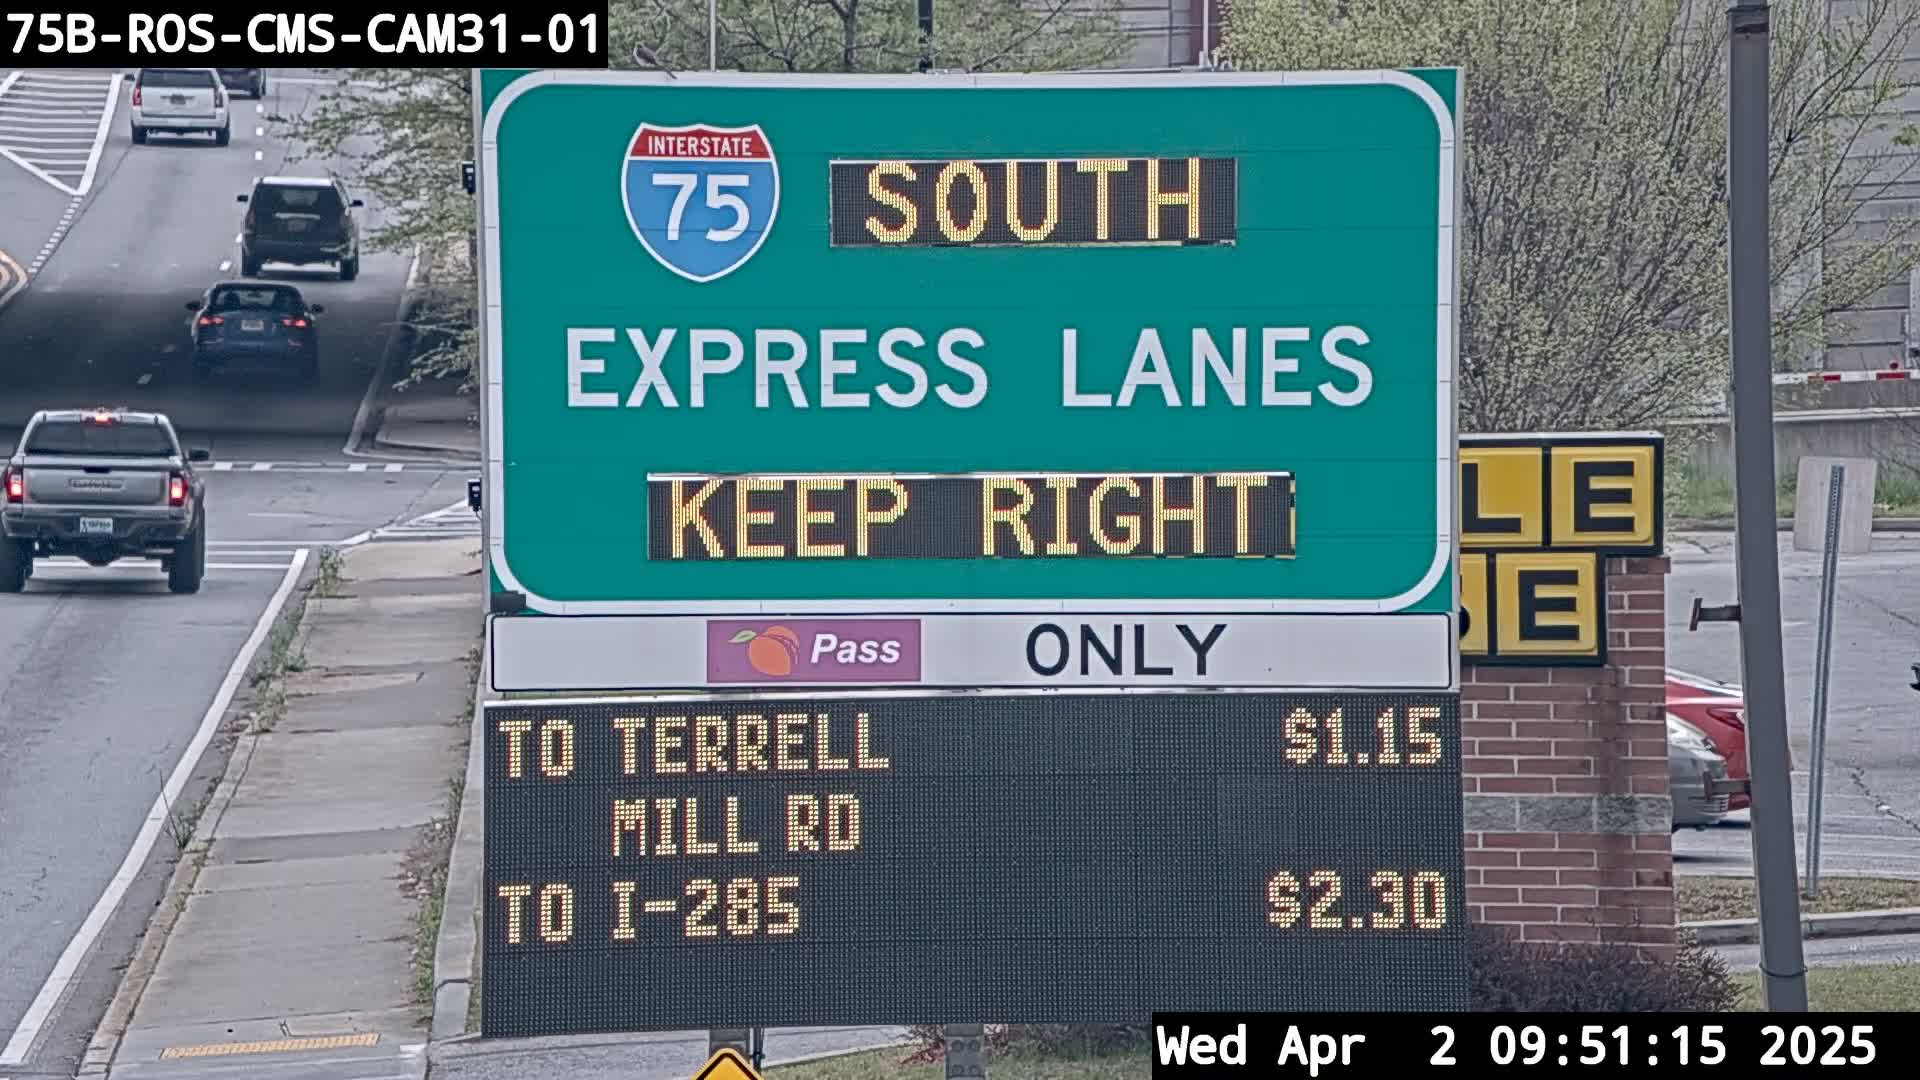 75B-ROS-CMS-CAM31-01
INTERSTATE
75
SOUTH
EXPRESS LANES
KEEP RIGHT
Pass ONLY
TO TERRELL $1.15
MILL RD
TO I-285 $2.30
LE
E
Wed Apr 2 09:51:15 2025